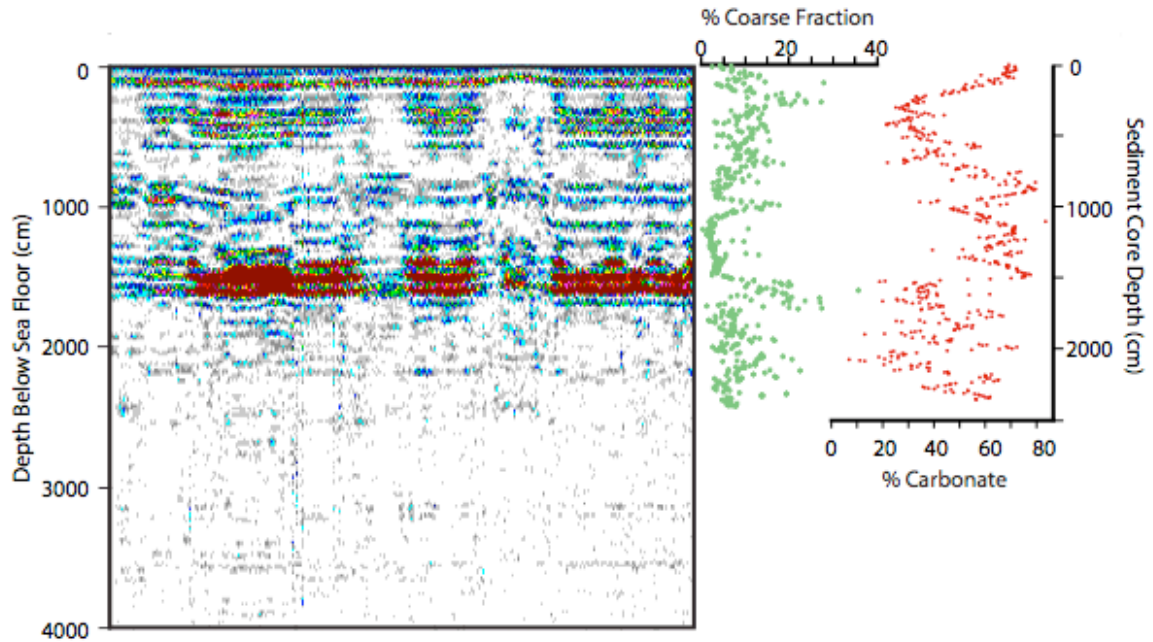 % Coarse Fraction
0 20 40
0
1000
2000
3000
4000
Depth Below Sea Floor (cm)
0
1000
2000
Sediment Core Depth (cm)
0 20 40 60 80
% Carbonate